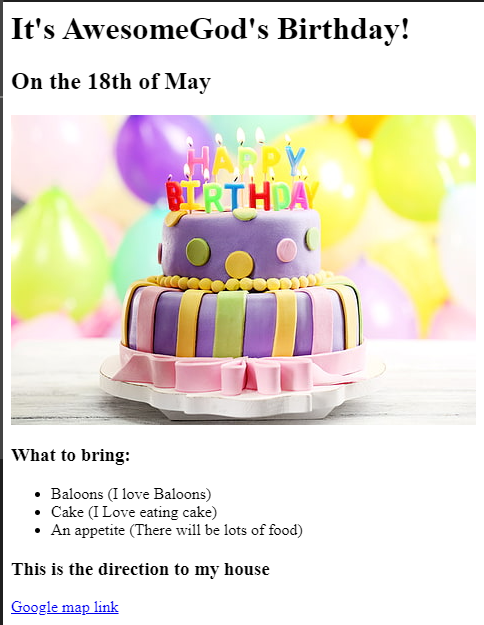 It's AwesomeGod's Birthday!
On the 18th of May
HAPPY
BIRTHDAY
What to bring:
Baloons (I love Baloons)
Cake (I Love eating cake)
An appetite (There will be lots of food)
This is the direction to my house
Google map link